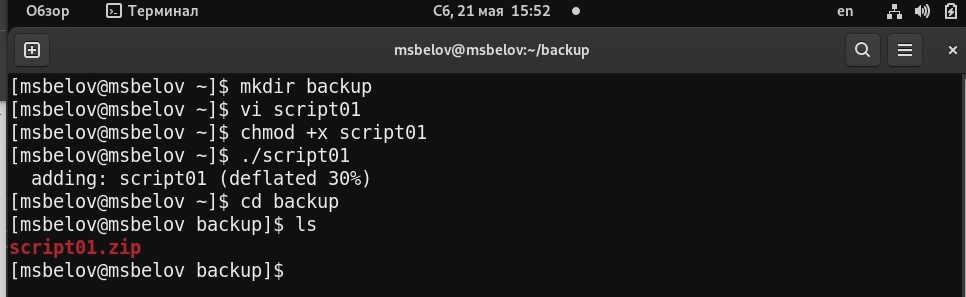 Обзор Терминал Сб, 21 мая 15:52 en
msbelov@msbelov:~/backup
[msbelov@msbelov ~]$ mkdir backup
[msbelov@msbelov ~]$ vi script01
[msbelov@msbelov ~]$ chmod +x script01
[msbelov@msbelov ~]$ ./script01
  adding: script01 (deflated 30%)
[msbelov@msbelov ~]$ cd backup
[msbelov@msbelov backup]$ ls
script01.zip
[msbelov@msbelov backup]$